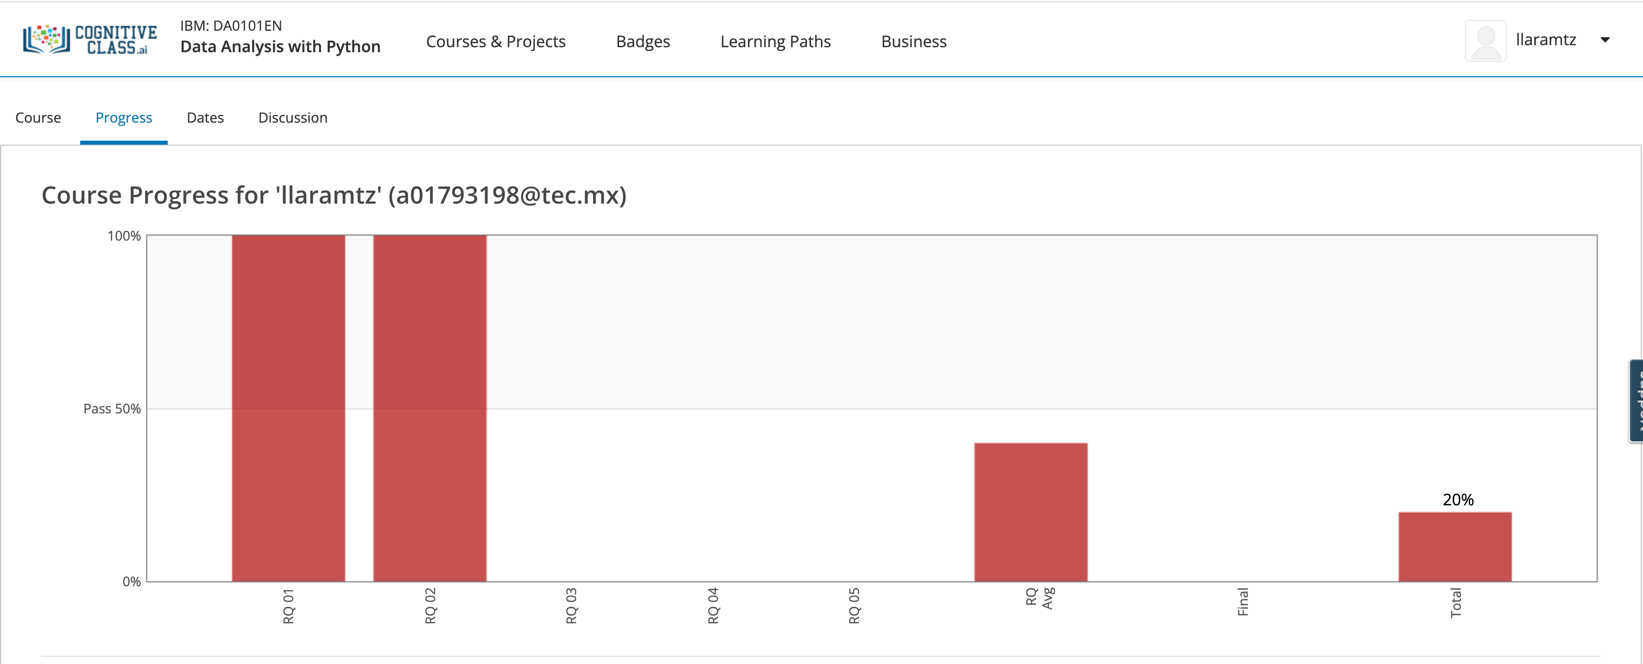 COGNITIVE
CLASS.ai
IBM: DA0101EN
Data Analysis with Python
Courses & Projects
Badges
Learning Paths
Business
llaramtz
Course
Progress
Dates
Discussion
Course Progress for 'llaramtz' (a01793198@tec.mx)
100%
Pass 50%
0%
20%
RQ 01
RQ 02
RQ 03
RQ 04
RQ 05
RQ
Avg
Final
Total